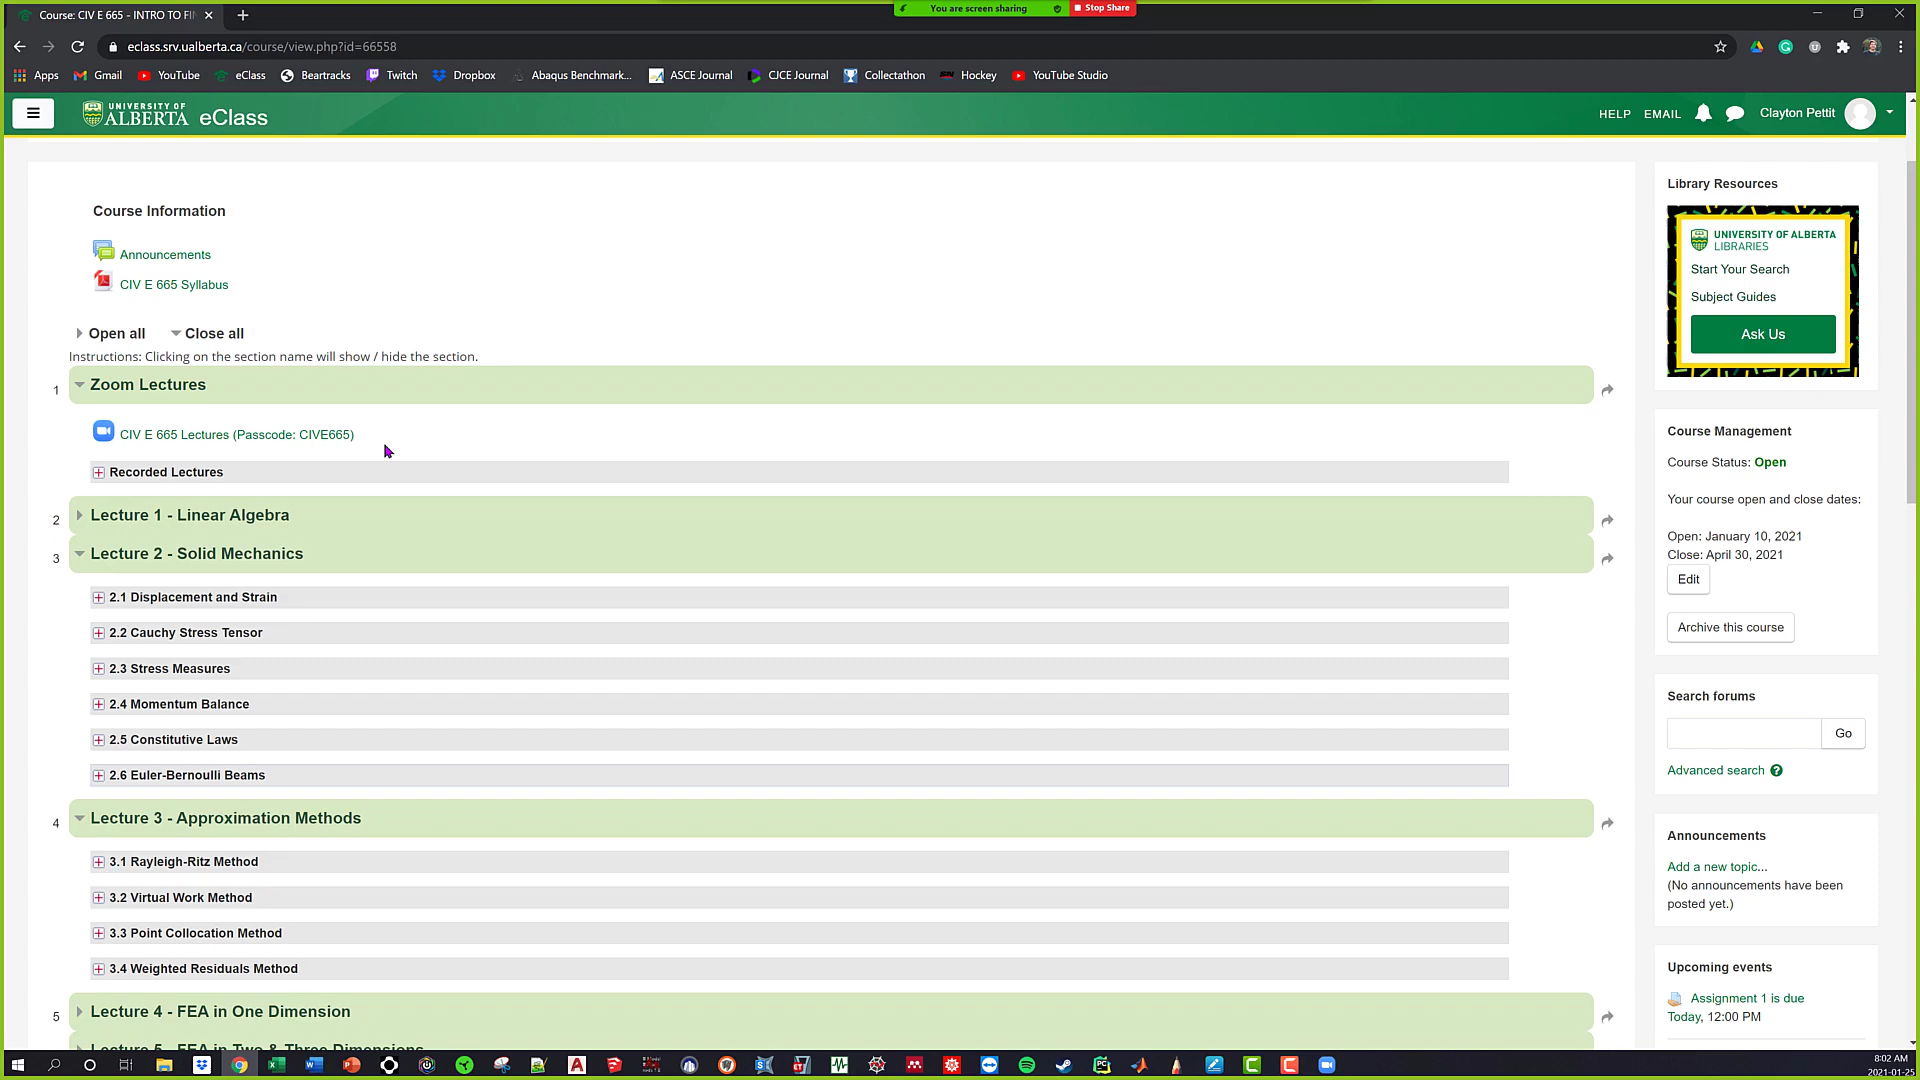 Course: CIV E 665 - INTRO TO FI
You are screen sharing
Stop Share
eclass.srv.ualberta.ca/course/view.php?id=66558
Apps
Gmail
YouTube
eClass
Beartracks
Twitch
Dropbox
Abaqus Benchmark...
ASCE Journal
CJCE Journal
Collectathon
Hockey
YouTube Studio
UNIVERSITY OF
ALBERTA
eClass
HELP
EMAIL
Clayton Pettit
Course Information
Announcements
CIV E 665 Syllabus
Open all
Close all
Instructions: Clicking on the section name will show / hide the section.
1
Zoom Lectures
CIV E 665 Lectures (Passcode: CIVE665)
Recorded Lectures
2
Lecture 1 - Linear Algebra
3
Lecture 2 - Solid Mechanics
2.1 Displacement and Strain
2.2 Cauchy Stress Tensor
2.3 Stress Measures
2.4 Momentum Balance
2.5 Constitutive Laws
2.6 Euler-Bernoulli Beams
4
Lecture 3 - Approximation Methods
3.1 Rayleigh-Ritz Method
3.2 Virtual Work Method
3.3 Point Collocation Method
3.4 Weighted Residuals Method
5
Lecture 4 - FEA in One Dimension
Lecture 5 - FEA in Two & Three Dimensions
Library Resources
UNIVERSITY OF ALBERTA
LIBRARIES
Start Your Search
Subject Guides
Ask Us
Course Management
Course Status: Open
Your course open and close dates:
Open: January 10, 2021
Close: April 30, 2021
Edit
Archive this course
Search forums
Go
Advanced search
Announcements
Add a new topic...
(No announcements have been
posted yet.)
Upcoming events
Assignment 1 is due
Today, 12:00 PM
8:02 AM
2021-01-25